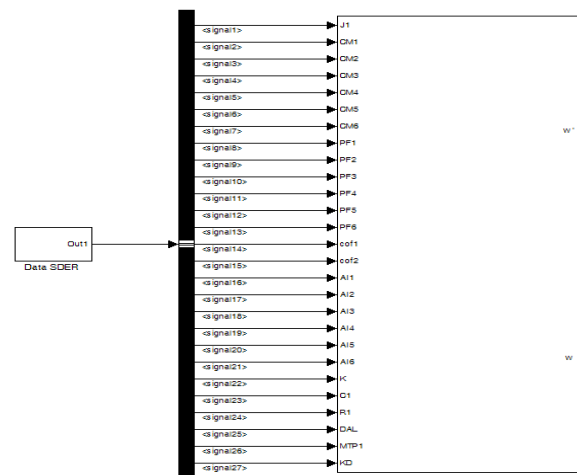 <signal1> J1
<signal2> CM1
<signal3> CM2
<signal4> CM3
<signal5> CM4
<signal6> CM5
<signal7> CM6
<signal8> PF1
<signal9> PF2
<signal10> PF3
<signal11> PF4
<signal12> PF5
<signal13> PF6
<signal14> cof1
<signal15> cof2
<signal16> AI1
<signal17> AI2
<signal18> AI3
<signal19> AI4
<signal20> AI5
<signal21> AI6
<signal22> K
<signal23> C1
<signal24> R1
<signal25> DAL
<signal26> MTP1
<signal27> KD
Out1
Data SDER
w'
w